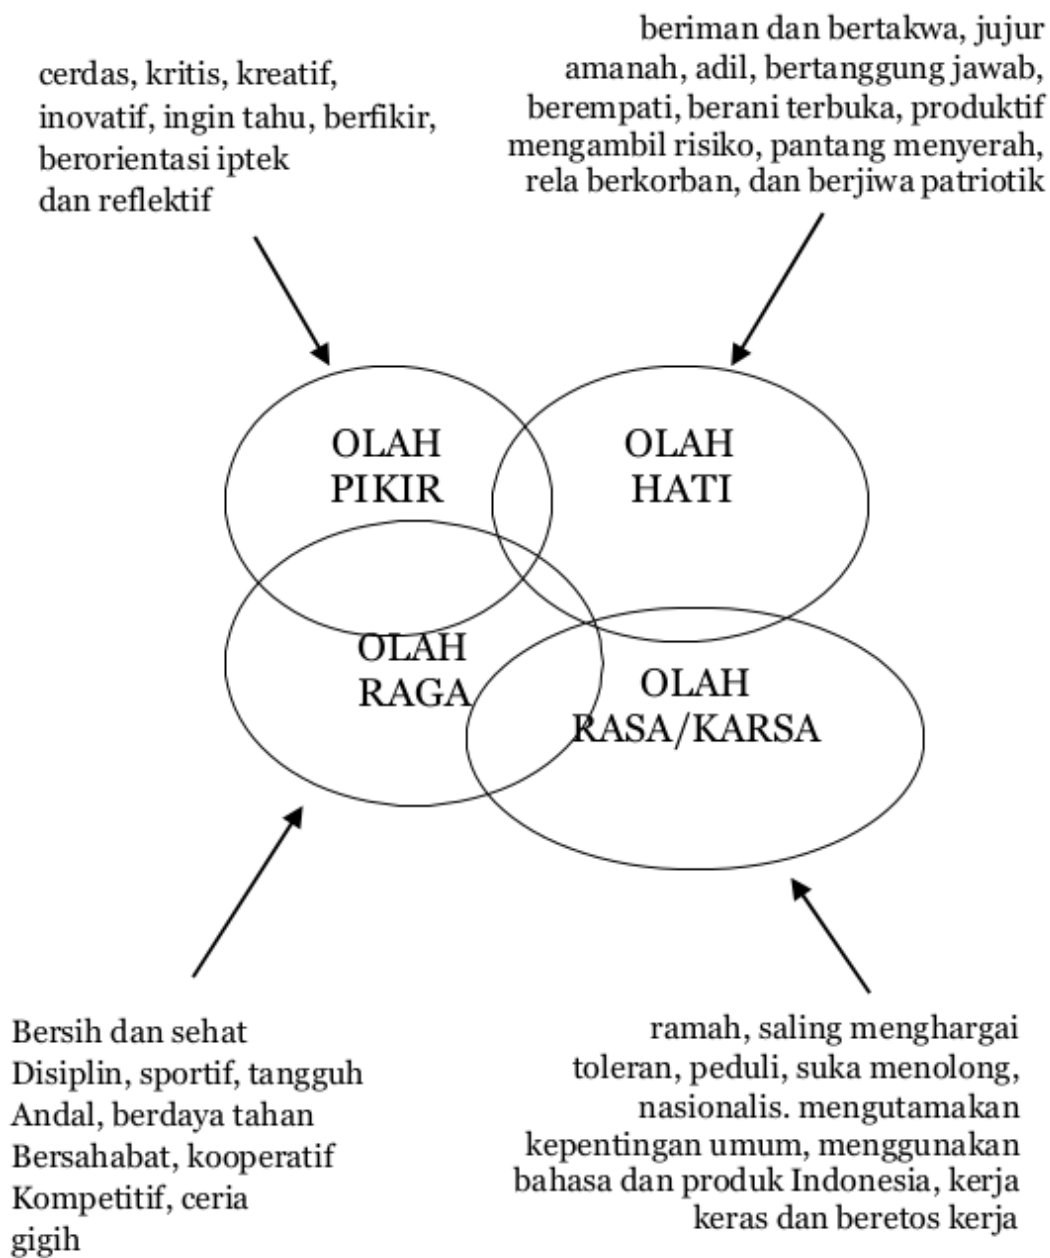 cerdas, kritis, kreatif,
inovatif, ingin tahu, berfikir,
berorientasi iptek
dan reflektif
beriman dan bertakwa, jujur
amanah, adil, bertanggung jawab,
berempati, berani terbuka, produktif
mengambil risiko, pantang menyerah,
rela berkorban, dan berjiwa patriotik
OLAH
PIKIR
OLAH
HATI
OLAH
RAGA
OLAH
RASA/KARSA
Bersih dan sehat
Disiplin, sportif, tangguh
Andal, berdaya tahan
Bersahabat, kooperatif
Kompetitif, ceria
gigih
ramah, saling menghargai
toleran, peduli, suka menolong,
nasionalis. mengutamakan
kepentingan umum, menggunakan
bahasa dan produk Indonesia, kerja
keras dan beretos kerja